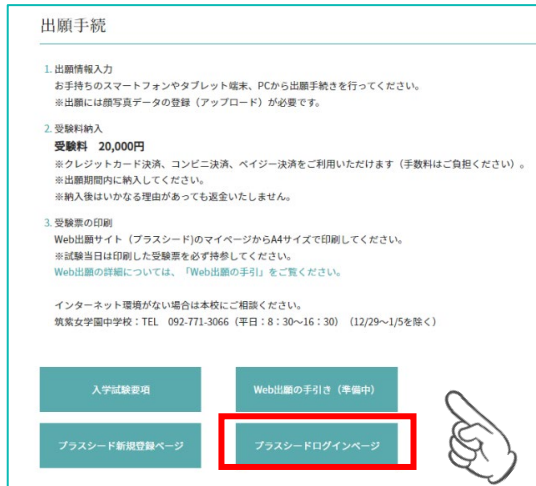 出願手続
1. 出願情報入力
お手持ちのスマートフォンやタブレット端末、PCから出願手続きを行ってください。
※出願には顔写真データの登録（アップロード）が必要です。
2. 受験料納入
受験料　20,000円
※クレジットカード決済、コンビニ決済、ペイジー決済をご利用いただけます（手数料はご負担ください）。
※出願期間内に納入してください。
※納入後はいかなる理由があっても返金いたしません。
3. 受験票の印刷
Web出願サイト（プラスシード)のマイページからA4サイズで印刷してください。
※試験当日は印刷した受験票を必ず持参してください。
Web出願の詳細については、「Web出願の手引」をご覧ください。
インターネット環境がない場合は本校にご相談ください。
筑紫女学園中学校：TEL　092-771-3066（平日：8：30～16：30）（12/29～1/5を除く）
入学試験要項
Web出願の手引き（準備中）
プラスシード新規登録ページ
プラスシードログインページ